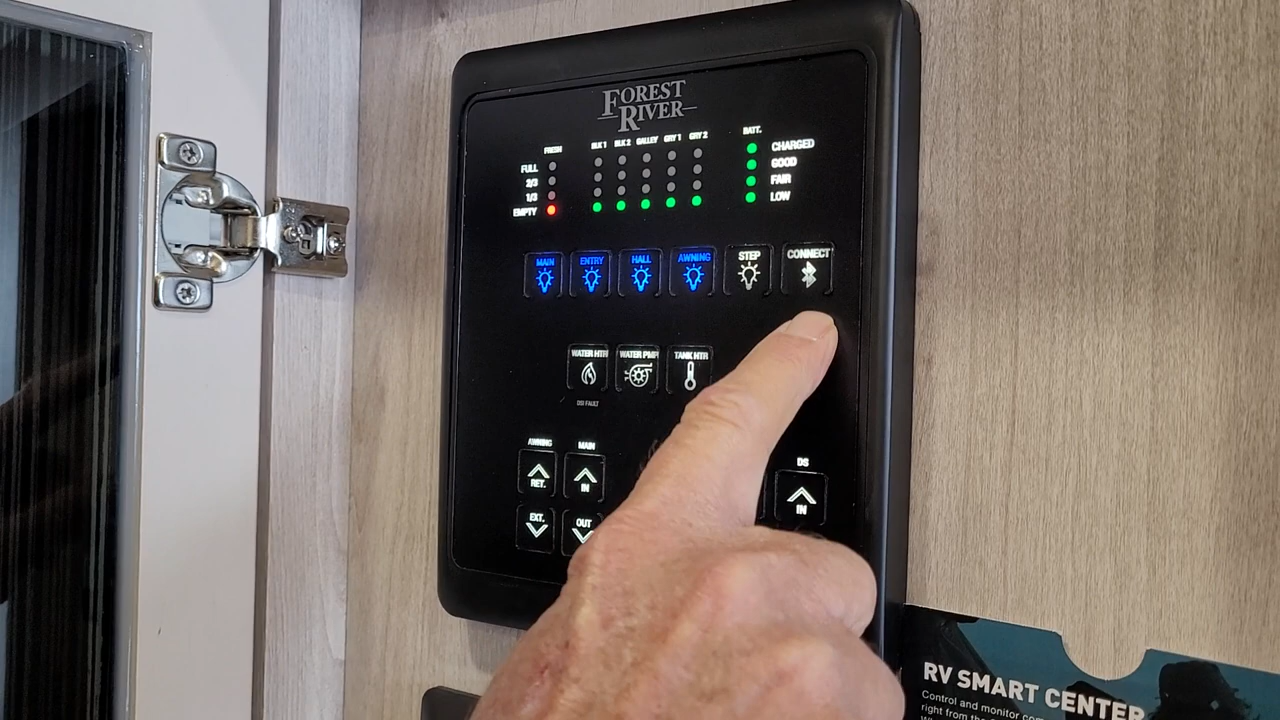 FOREST
RIVER
FRESH BLK 1 BLK 2 GALLEY GRY 1 GRY 2 BATT.
FULL CHARGED
2/3 GOOD
1/3 FAIR
EMPTY LOW
MAIN ENTRY HALL AWNING STEP CONNECT
WATER HTR WATER PMP TANK HTR
DSI FAULT
AWNING MAIN DS
RET. IN IN
EXT. OUT
RV SMART CENTER
Control and monitor
right from the